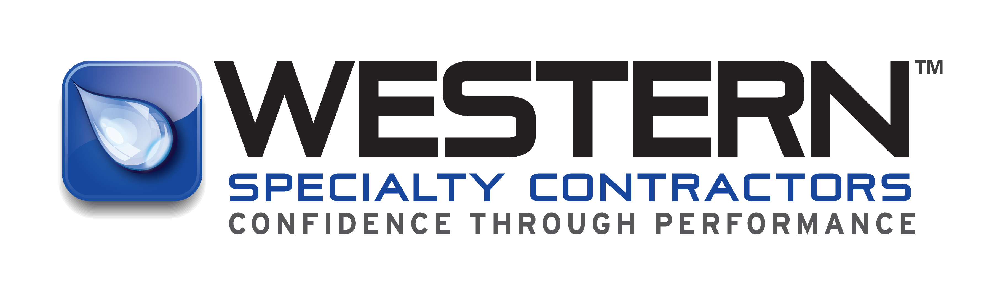 WESTERN™
SPECIALTY CONTRACTORS
CONFIDENCE THROUGH PERFORMANCE